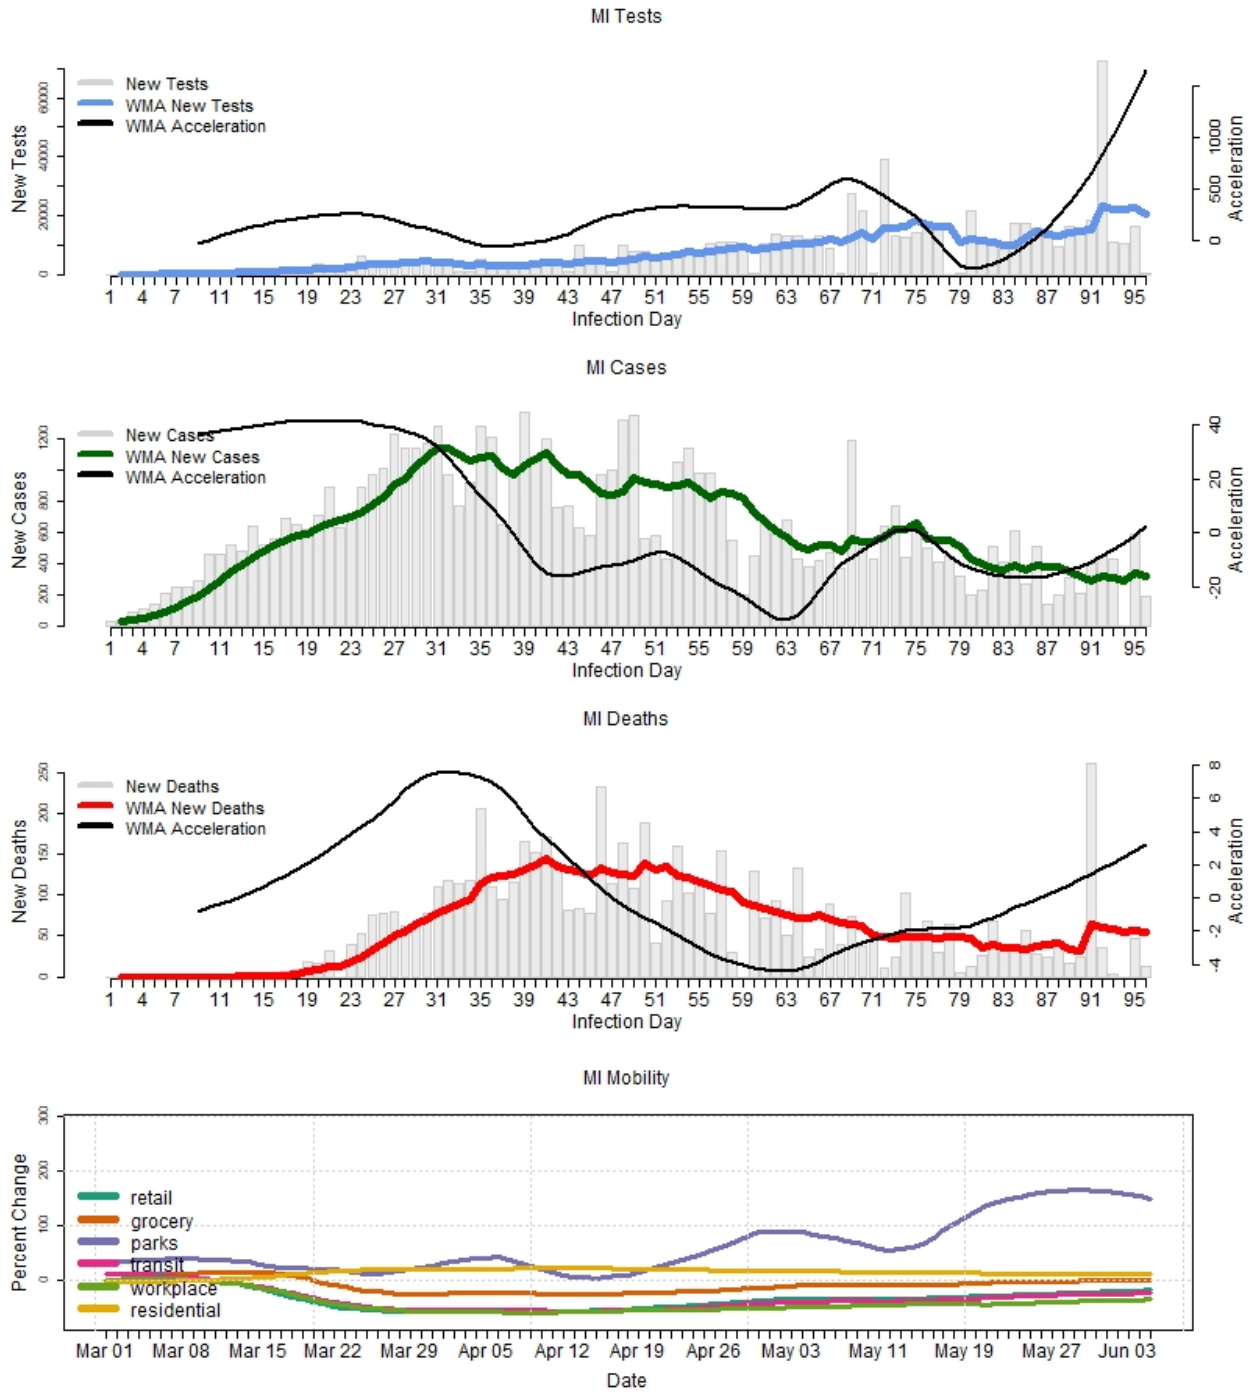 MI Tests
New Tests
WMA New Tests
WMA Acceleration
New Tests
0 20000 40000 60000
Acceleration
0 500 1000
1 4 7 11 15 19 23 27 31 35 39 43 47 51 55 59 63 67 71 75 79 83 87 91 95
Infection Day
MI Cases
New Cases
WMA New Cases
WMA Acceleration
New Cases
0 200 400 600 800 1200
Acceleration
-20 0 20 40
1 4 7 11 15 19 23 27 31 35 39 43 47 51 55 59 63 67 71 75 79 83 87 91 95
Infection Day
MI Deaths
New Deaths
WMA New Deaths
WMA Acceleration
New Deaths
0 50 100 150 200 250
Acceleration
-4 -2 0 2 4 6 8
1 4 7 11 15 19 23 27 31 35 39 43 47 51 55 59 63 67 71 75 79 83 87 91 95
Infection Day
MI Mobility
Percent Change
0 100 200 300
retail
grocery
parks
transit
workplace
residential
Mar 01 Mar 08 Mar 15 Mar 22 Mar 29 Apr 05 Apr 12 Apr 19 Apr 26 May 03 May 11 May 19 May 27 Jun 03
Date